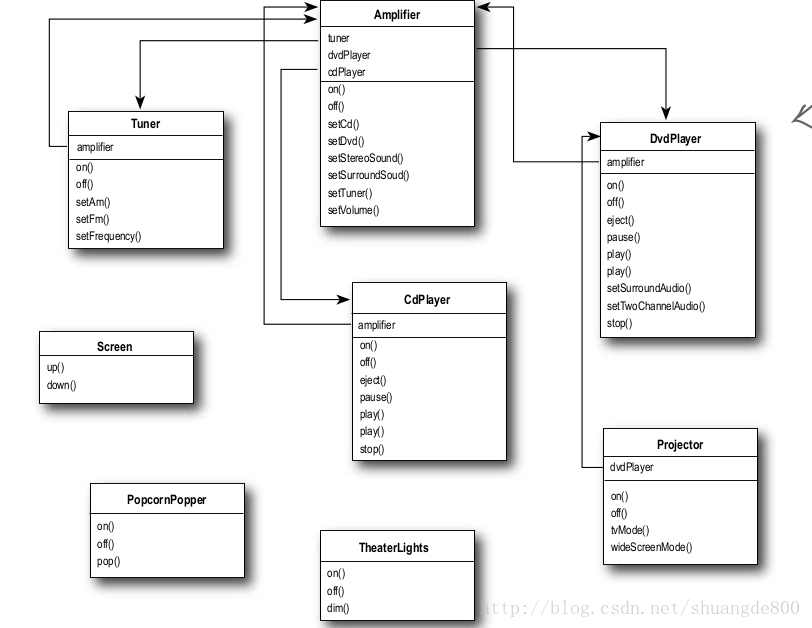 Amplifier
tuner
dvdPlayer
cdPlayer
on()
off()
setCd()
setDvd()
setStereoSound()
setSurroundSoud()
setTuner()
setVolume()
Tuner
amplifier
on()
off()
setAm()
setFm()
setFrequency()
DvdPlayer
amplifier
on()
off()
eject()
pause()
play()
play()
setSurroundAudio()
setTwoChannelAudio()
stop()
CdPlayer
amplifier
on()
off()
eject()
pause()
play()
play()
stop()
Screen
up()
down()
Projector
dvdPlayer
on()
off()
tvMode()
wideScreenMode()
PopcornPopper
on()
off()
pop()
TheaterLights
on()
off()
dim()
http://blog.csdn.net/shuangde800